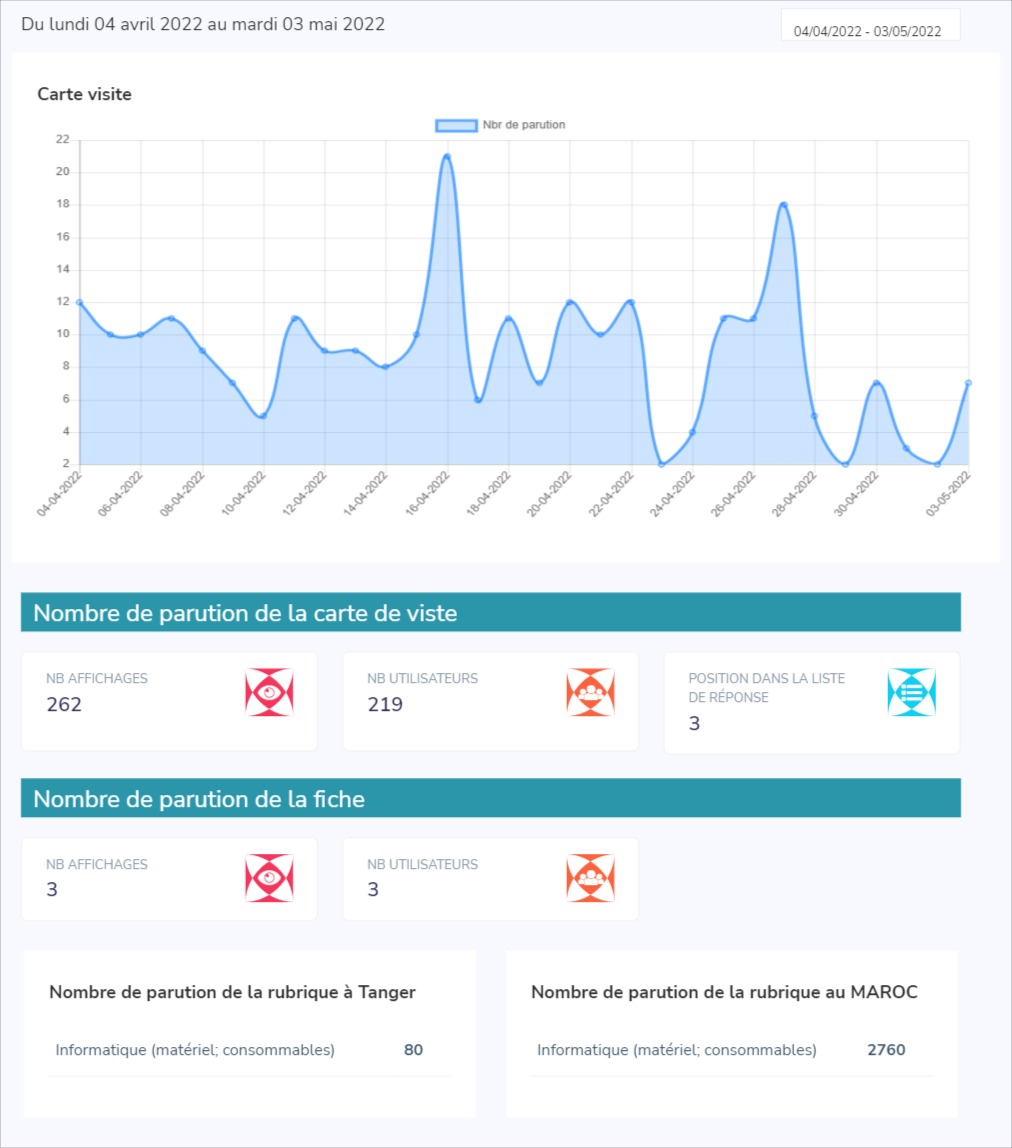 Du lundi 04 avril 2022 au mardi 03 mai 2022
04/04/2022 - 03/05/2022
Carte visite
Nbr de parution
22
20
18
16
14
12
10
8
6
4
2
04-04-2022
06-04-2022
08-04-2022
10-04-2022
12-04-2022
14-04-2022
16-04-2022
18-04-2022
20-04-2022
22-04-2022
24-04-2022
26-04-2022
28-04-2022
30-04-2022
03-05-2022
Nombre de parution de la carte de viste
NB AFFICHAGES
262
NB UTILISATEURS
219
POSITION DANS LA LISTE
DE RÉPONSE
3
Nombre de parution de la fiche
NB AFFICHAGES
3
NB UTILISATEURS
3
Nombre de parution de la rubrique à Tanger
Informatique (matériel; consommables) 80
Nombre de parution de la rubrique au MAROC
Informatique (matériel; consommables) 2760